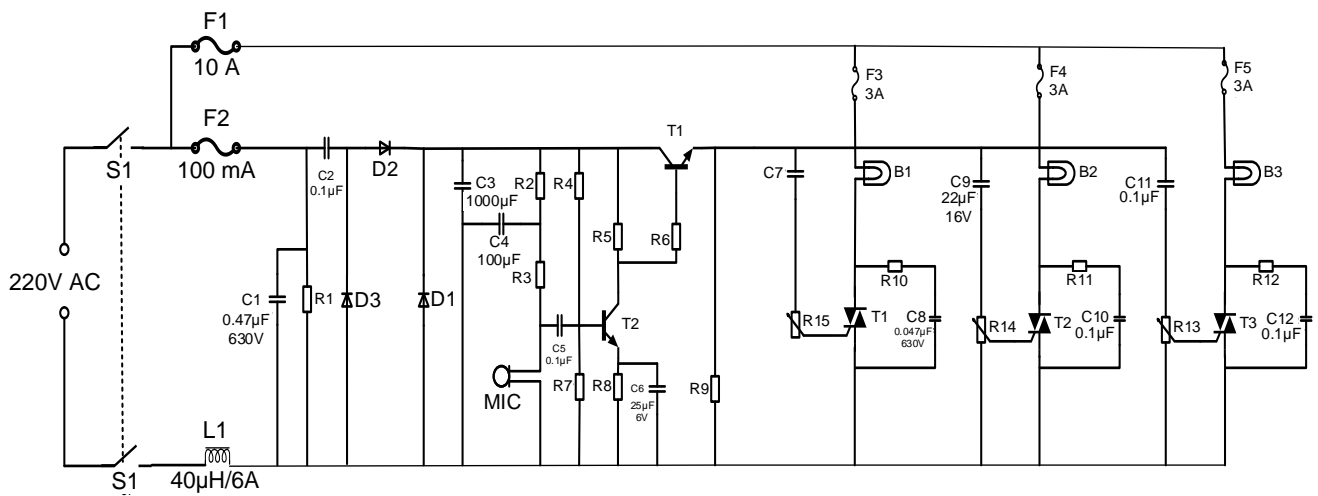 F1
10 A
F2
100 mA
S1
C2
0.1µF
D2
T1
F3
3A
F4
3A
F5
3A
C3
1000µF
R2
R4
C4
100µF
R5
R6
C7
B1
C9
22µF
16V
B2
C11
0.1µF
B3
220V AC
C1
0.47µF
630V
R1
D3
D1
R3
C5
0.1µF
T2
MIC
R7
R8
C6
25µF
6V
R9
R10
R15
T1
C8
0.047µF
630V
R11
R14
T2
C10
0.1µF
R12
R13
T3
C12
0.1µF
L1
S1
40µH/6A